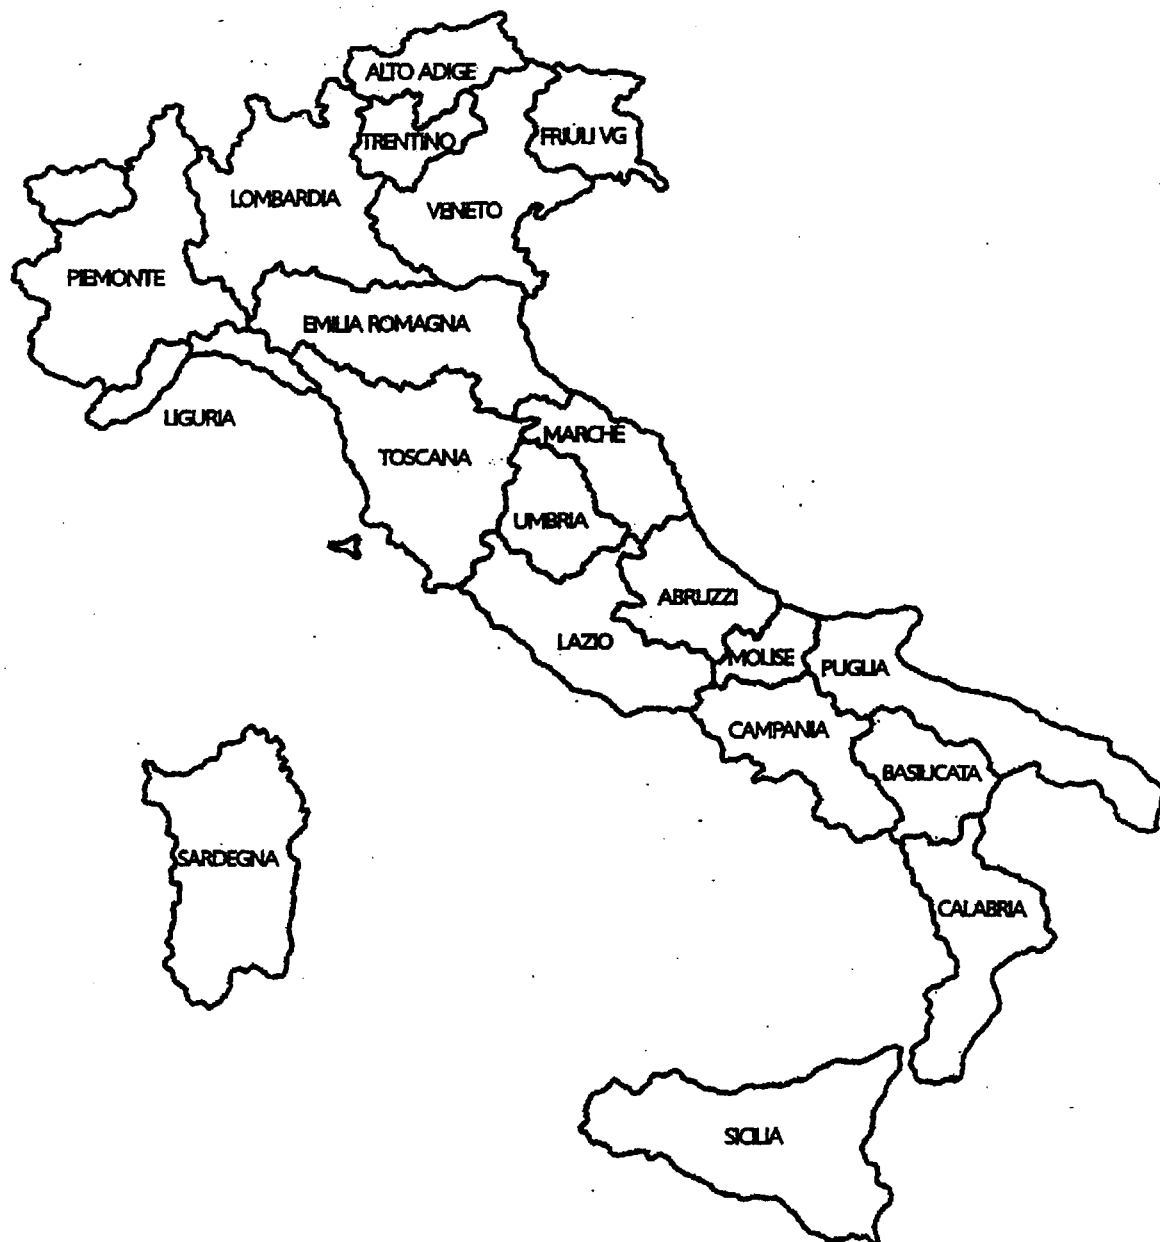 ALTO ADIGE
TRENTINO
FRIULI VG
LOMBARDIA
VENETO
PIEMONTE
EMILIA ROMAGNA
LIGURIA
MARCHE
TOSCANA
UMBRIA
ABRUZZI
LAZIO
MOLISE
PUGLIA
CAMPANIA
BASILICATA
SARDEGNA
CALABRIA
SICILIA